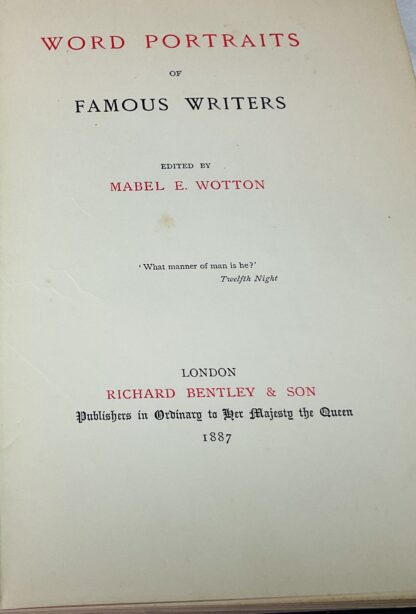 WORD PORTRAITS
OF
FAMOUS WRITERS
EDITED BY
MABEL E. WOTTON
‘What manner of man is he?’
Twelfth Night
LONDON
RICHARD BENTLEY & SON
Publishers in Ordinary to Her Majesty the Queen
1887